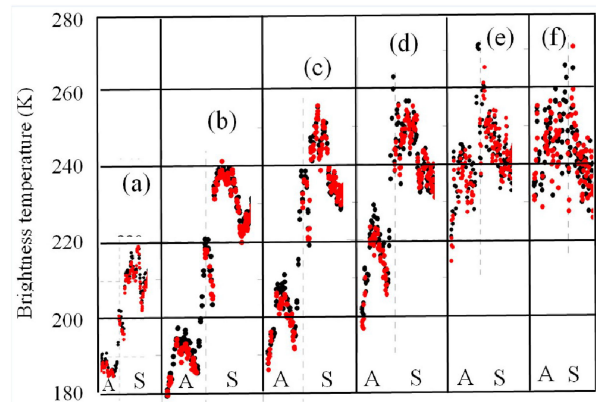 280
260
240
220
200
180
Brightness temperature (K)
(a)
(b)
(c)
(d)
(e)
(f)
A S A S A S A S A S A S